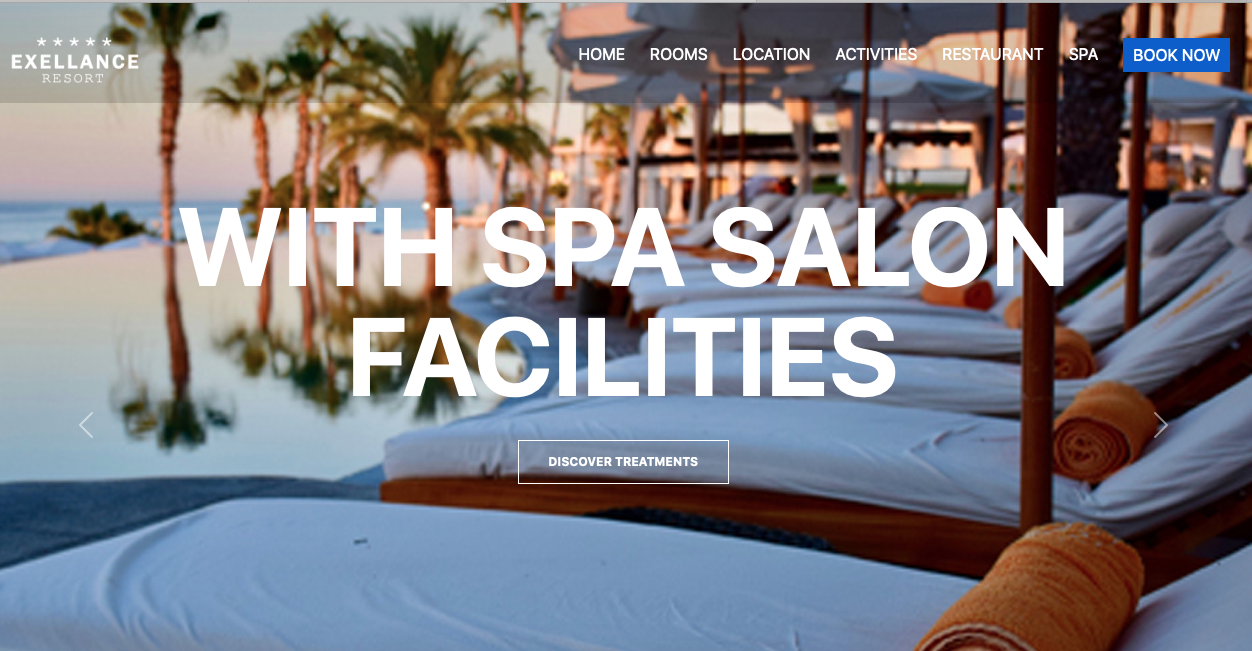 EXELLANCE
RESORT
HOME ROOMS LOCATION ACTIVITIES RESTAURANT SPA BOOK NOW
WITH SPA SALON
FACILITIES
DISCOVER TREATMENTS